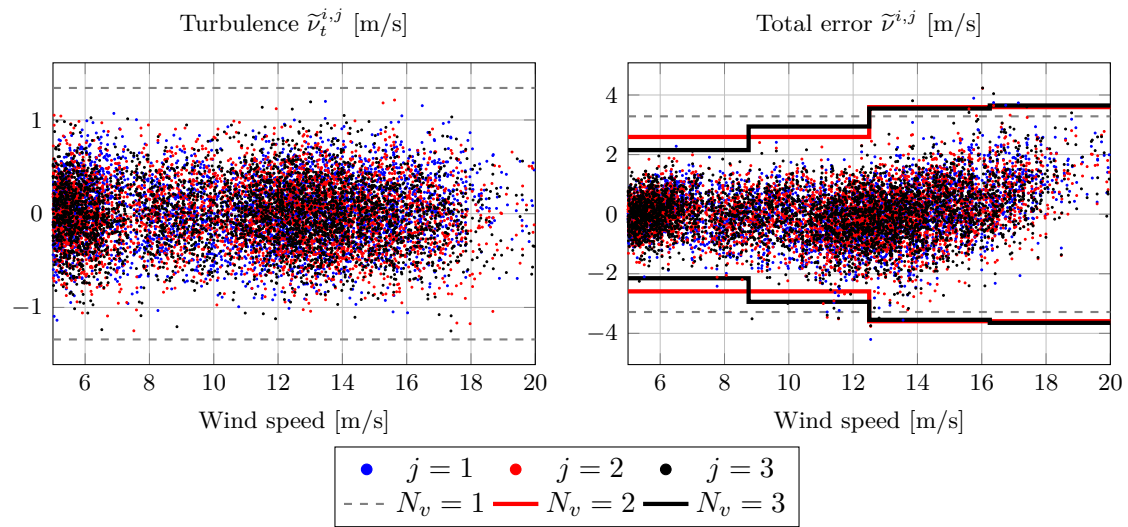 Turbulence ν̃_t^{i,j} [m/s]
Total error ν̃^{i,j} [m/s]
1
0
−1
4
2
0
−2
−4
6 8 10 12 14 16 18 20
6 8 10 12 14 16 18 20
Wind speed [m/s]
Wind speed [m/s]
j = 1 j = 2 j = 3
N_v = 1 N_v = 2 N_v = 3